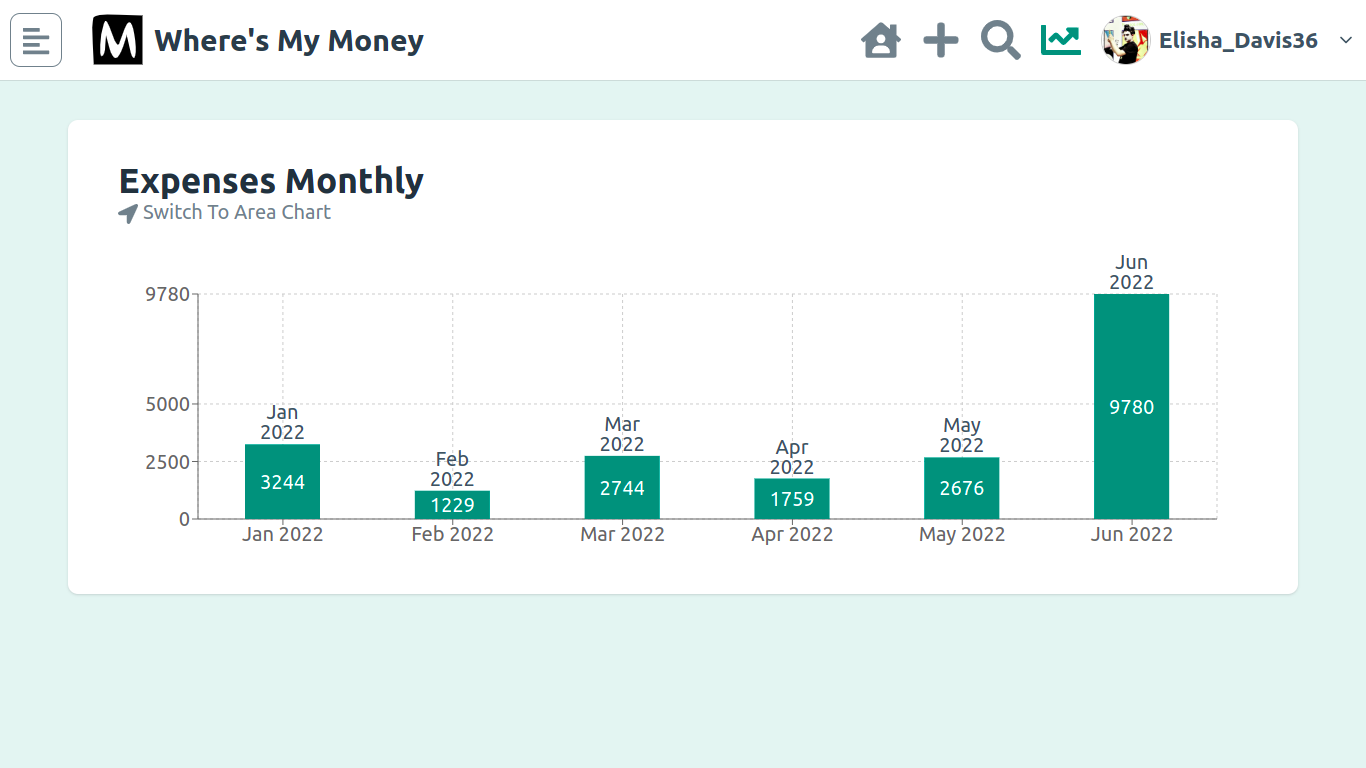 M Where's My Money
Elisha_Davis36
Expenses Monthly
Switch To Area Chart
9780
5000
2500
0
Jan
2022
3244
Feb
2022
1229
Mar
2022
2744
Apr
2022
1759
May
2022
2676
Jun
2022
9780
Jan 2022 Feb 2022 Mar 2022 Apr 2022 May 2022 Jun 2022